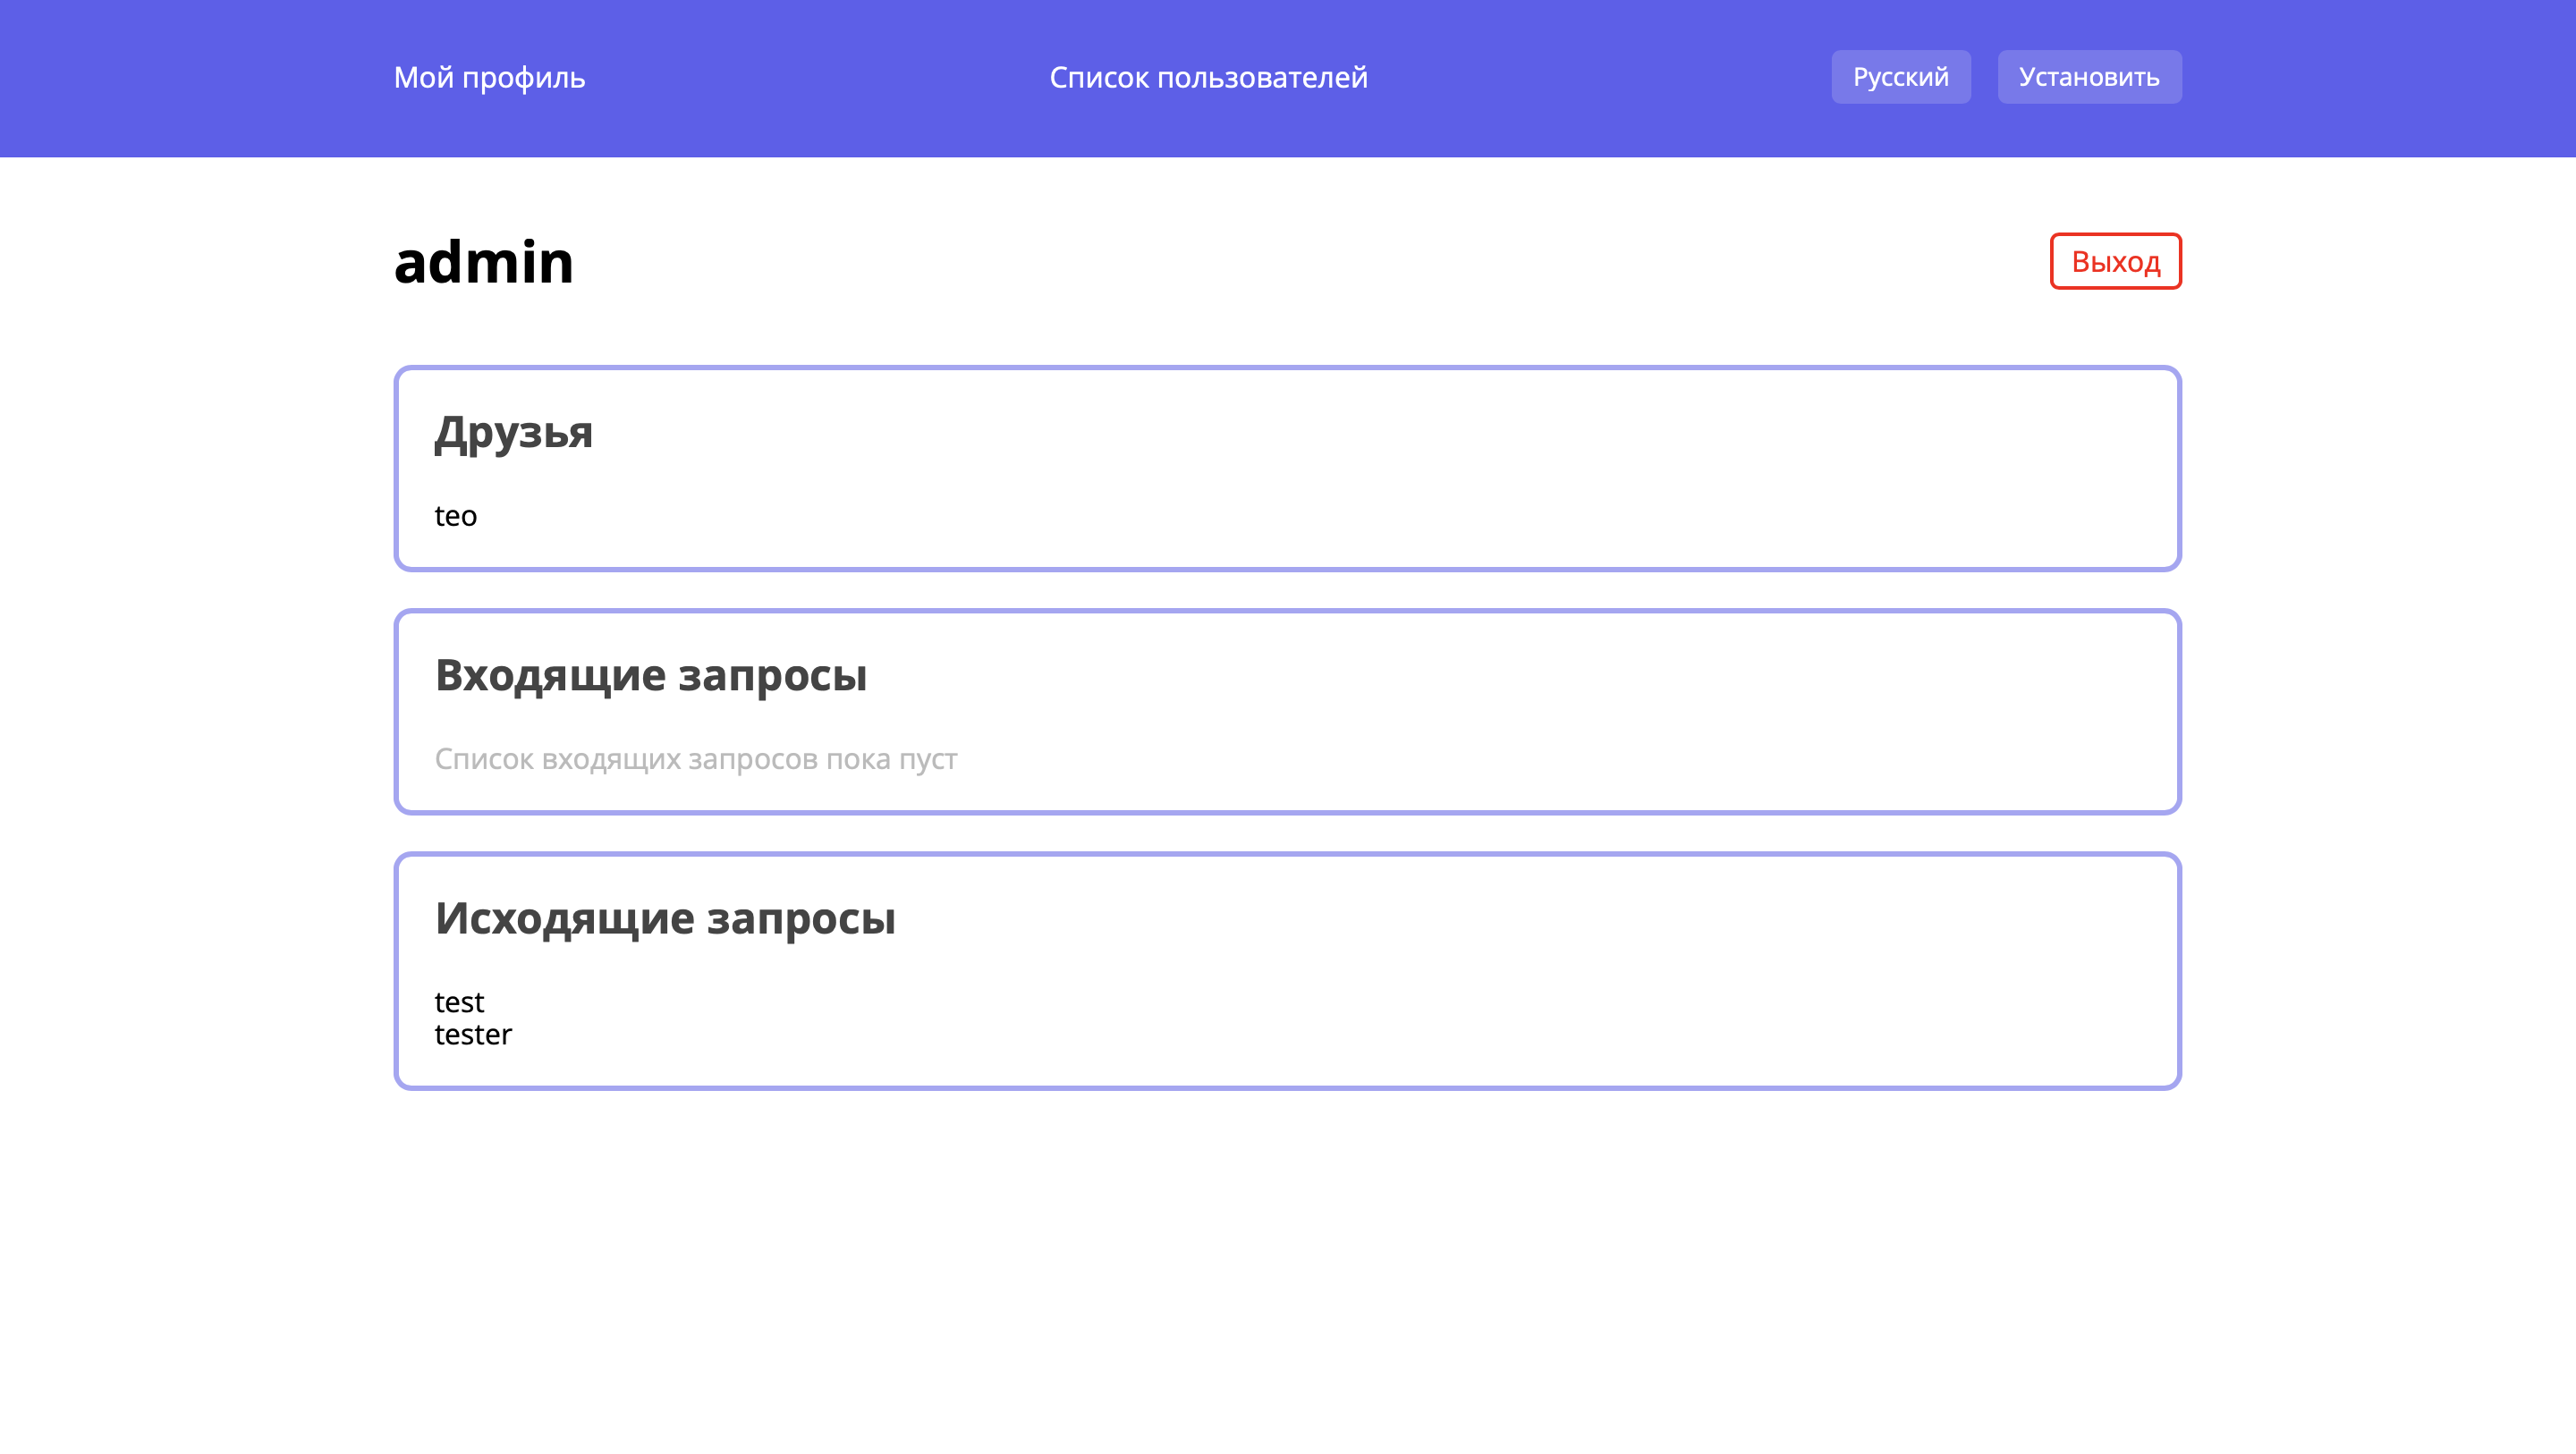 Мой профиль
Список пользователей
Русский
Установить
admin
Выход
Друзья
teo
Входящие запросы
Список входящих запросов пока пуст
Исходящие запросы
test
tester